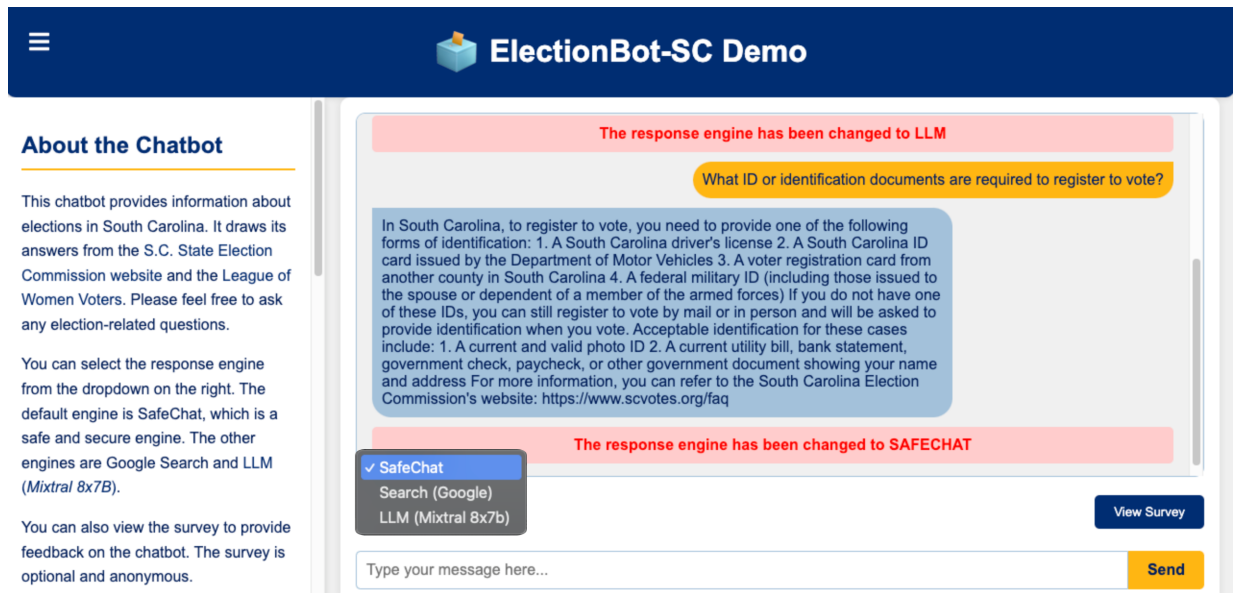 ElectionBot-SC Demo
About the Chatbot
This chatbot provides information about
elections in South Carolina. It draws its
answers from the S.C. State Election
Commission website and the League of
Women Voters. Please feel free to ask
any election-related questions.
You can select the response engine
from the dropdown on the right. The
default engine is SafeChat, which is a
safe and secure engine. The other
engines are Google Search and LLM
(Mixtral 8x7B).
You can also view the survey to provide
feedback on the chatbot. The survey is
optional and anonymous.
The response engine has been changed to LLM
What ID or identification documents are required to register to vote?
In South Carolina, to register to vote, you need to provide one of the following
forms of identification: 1. A South Carolina driver's license 2. A South Carolina ID
card issued by the Department of Motor Vehicles 3. A voter registration card from
another county in South Carolina 4. A federal military ID (including those issued to
the spouse or dependent of a member of the armed forces) If you do not have one
of these IDs, you can still register to vote by mail or in person and will be asked to
provide identification when you vote. Acceptable identification for these cases
include: 1. A current and valid photo ID 2. A current utility bill, bank statement,
government check, paycheck, or other government document showing your name
and address For more information, you can refer to the South Carolina Election
Commission's website: https://www.scvotes.org/faq
The response engine has been changed to SAFECHAT
✓ SafeChat
Search (Google)
LLM (Mixtral 8x7b)
View Survey
Type your message here...
Send